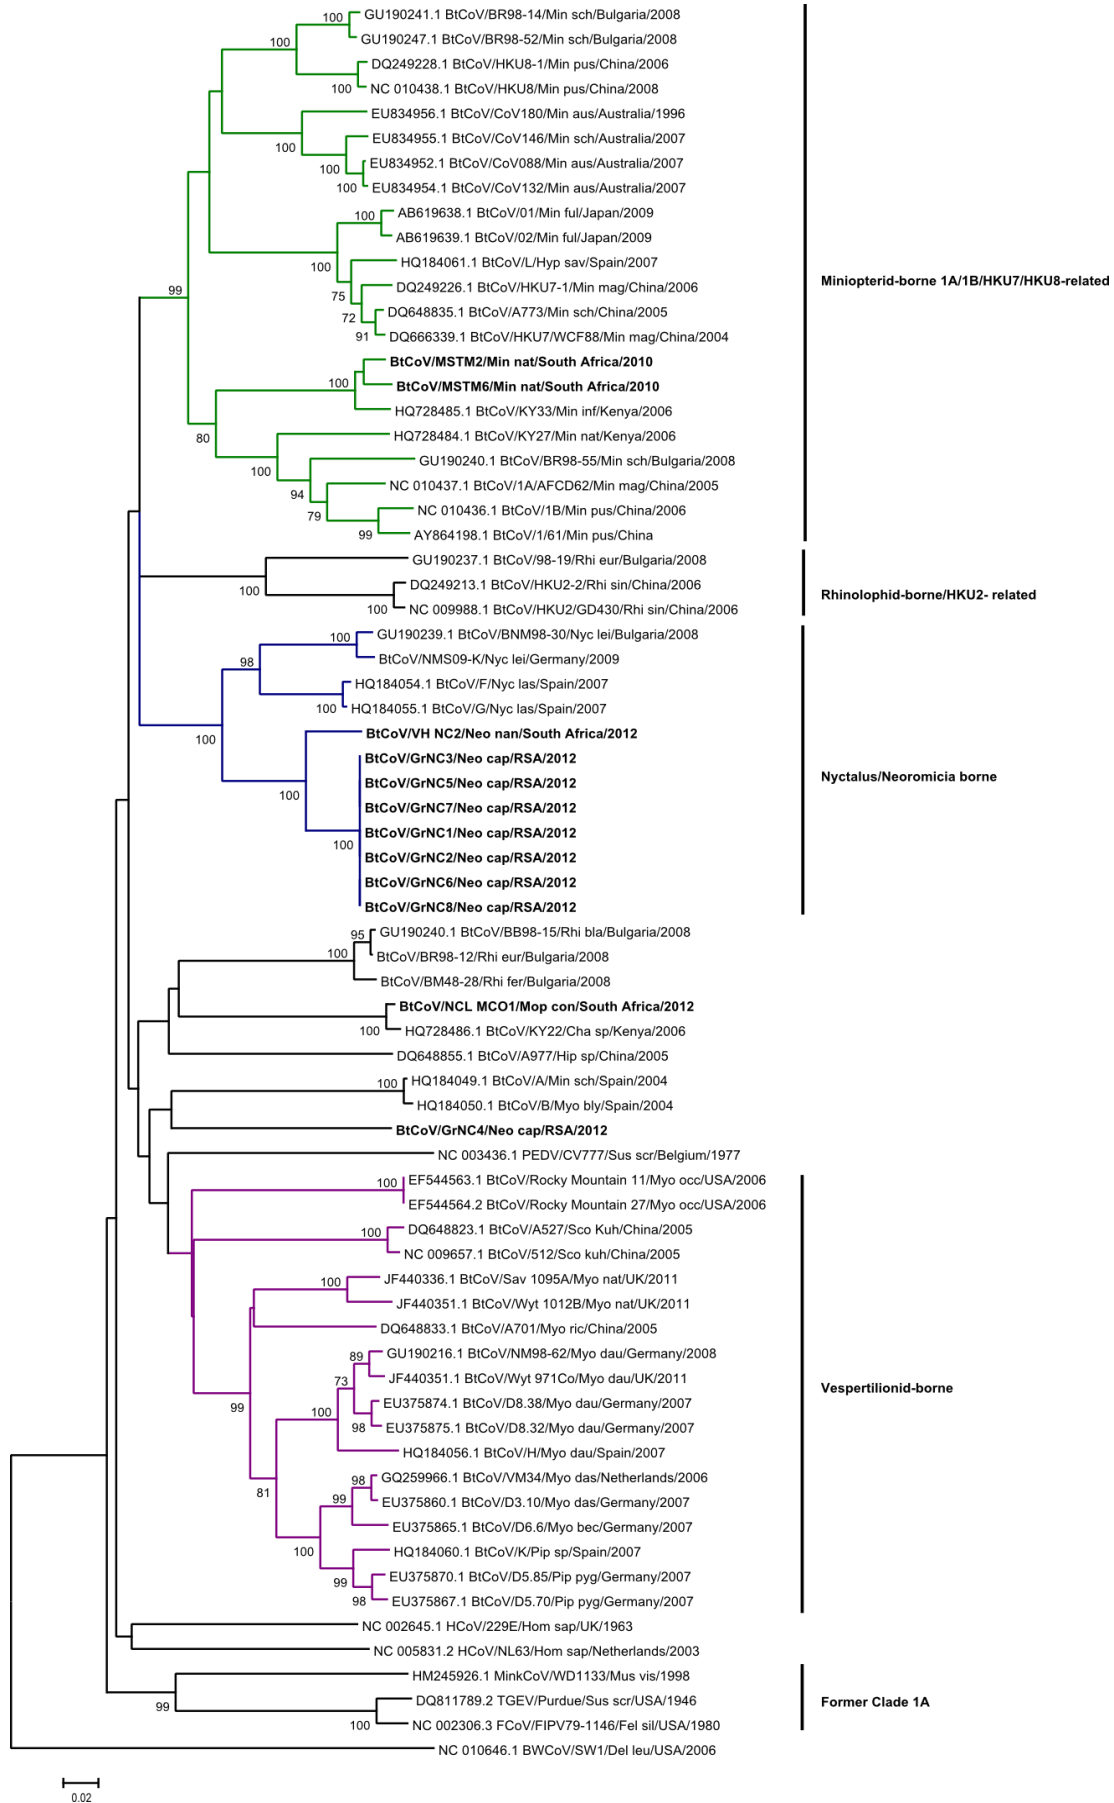 100
GU190241.1 BtCoV/BR98-14/Min sch/Bulgaria/2008
100
GU190247.1 BtCoV/BR98-52/Min sch/Bulgaria/2008
DQ249228.1 BtCoV/HKU8-1/Min pus/China/2006
100
NC 010438.1 BtCoV/HKU8/Min pus/China/2008
EU834956.1 BtCoV/CoV180/Min aus/Australia/1996
100
EU834955.1 BtCoV/CoV146/Min sch/Australia/2007
100
EU834952.1 BtCoV/CoV088/Min aus/Australia/2007
100
EU834954.1 BtCoV/CoV132/Min aus/Australia/2007
100
AB619638.1 BtCoV/01/Min ful/Japan/2009
AB619639.1 BtCoV/02/Min ful/Japan/2009
100
HQ184061.1 BtCoV/L/Hyp sav/Spain/2007
Miniopterid-borne 1A/1B/HKU7/HKU8-related
99
75
DQ249226.1 BtCoV/HKU7-1/Min mag/China/2006
72
DQ648835.1 BtCoV/A773/Min sch/China/2005
91
DQ666339.1 BtCoV/HKU7/WCF88/Min mag/China/2004
BtCoV/MSTM2/Min nat/South Africa/2010
100
BtCoV/MSTM6/Min nat/South Africa/2010
HQ728485.1 BtCoV/KY33/Min inf/Kenya/2006
80
HQ728484.1 BtCoV/KY27/Min nat/Kenya/2006
100
GU190240.1 BtCoV/BR98-55/Min sch/Bulgaria/2008
94
NC 010437.1 BtCoV/1A/AFCD62/Min mag/China/2005
79
NC 010436.1 BtCoV/1B/Min pus/China/2006
99
AY864198.1 BtCoV/1/61/Min pus/China
GU190237.1 BtCoV/98-19/Rhi eur/Bulgaria/2008
100
DQ249213.1 BtCoV/HKU2-2/Rhi sin/China/2006
Rhinolophid-borne/HKU2- related
100
NC 009988.1 BtCoV/HKU2/GD430/Rhi sin/China/2006
100
GU190239.1 BtCoV/BNM98-30/Nyc lei/Bulgaria/2008
98
BtCoV/NMS09-K/Nyc lei/Germany/2009
HQ184054.1 BtCoV/F/Nyc las/Spain/2007
100
HQ184055.1 BtCoV/G/Nyc las/Spain/2007
100
BtCoV/VH NC2/Neo nan/South Africa/2012
BtCoV/GrNC3/Neo cap/RSA/2012
Nyctalus/Neoromicia borne
BtCoV/GrNC5/Neo cap/RSA/2012
100
BtCoV/GrNC7/Neo cap/RSA/2012
BtCoV/GrNC1/Neo cap/RSA/2012
100
BtCoV/GrNC2/Neo cap/RSA/2012
BtCoV/GrNC6/Neo cap/RSA/2012
BtCoV/GrNC8/Neo cap/RSA/2012
95
GU190240.1 BtCoV/BB98-15/Rhi bla/Bulgaria/2008
100
BtCoV/BR98-12/Rhi eur/Bulgaria/2008
BtCoV/BM48-28/Rhi fer/Bulgaria/2008
BtCoV/NCL MCO1/Mop con/South Africa/2012
100
HQ728486.1 BtCoV/KY22/Cha sp/Kenya/2006
DQ648855.1 BtCoV/A977/Hip sp/China/2005
100
HQ184049.1 BtCoV/A/Min sch/Spain/2004
HQ184050.1 BtCoV/B/Myo bly/Spain/2004
BtCoV/GrNC4/Neo cap/RSA/2012
NC 003436.1 PEDV/CV777/Sus scr/Belgium/1977
100
EF544563.1 BtCoV/Rocky Mountain 11/Myo occ/USA/2006
EF544564.2 BtCoV/Rocky Mountain 27/Myo occ/USA/2006
100
DQ648823.1 BtCoV/A527/Sco Kuh/China/2005
NC 009657.1 BtCoV/512/Sco kuh/China/2005
100
JF440336.1 BtCoV/Sav 1095A/Myo nat/UK/2011
JF440351.1 BtCoV/Wyt 1012B/Myo nat/UK/2011
DQ648833.1 BtCoV/A701/Myo ric/China/2005
89
GU190216.1 BtCoV/NM98-62/Myo dau/Germany/2008
73
JF440351.1 BtCoV/Wyt 971Co/Myo dau/UK/2011
Vespertilionid-borne
99
100
EU375874.1 BtCoV/D8.38/Myo dau/Germany/2007
98
EU375875.1 BtCoV/D8.32/Myo dau/Germany/2007
HQ184056.1 BtCoV/H/Myo dau/Spain/2007
81
98
GQ259966.1 BtCoV/VM34/Myo das/Netherlands/2006
99
EU375860.1 BtCoV/D3.10/Myo das/Germany/2007
EU375865.1 BtCoV/D6.6/Myo bec/Germany/2007
100
HQ184060.1 BtCoV/K/Pip sp/Spain/2007
99
EU375870.1 BtCoV/D5.85/Pip pyg/Germany/2007
98
EU375867.1 BtCoV/D5.70/Pip pyg/Germany/2007
NC 002645.1 HCoV/229E/Hom sap/UK/1963
NC 005831.2 HCoV/NL63/Hom sap/Netherlands/2003
HM245926.1 MinkCoV/WD1133/Mus vis/1998
99
DQ811789.2 TGEV/Purdue/Sus scr/USA/1946
Former Clade 1A
100
NC 002306.3 FCoV/FIPV79-1146/Fel sil/USA/1980
NC 010646.1 BWCoV/SW1/Del leu/USA/2006
0.02